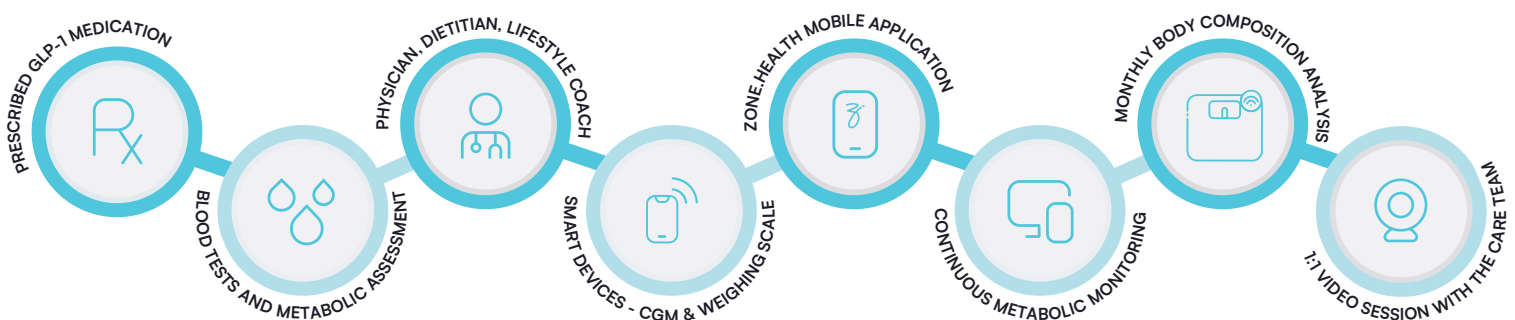 PRESCRIBED GLP-1 MEDICATION
BLOOD TESTS AND METABOLIC ASSESSMENT
PHYSICIAN, DIETITIAN, LIFESTYLE COACH
SMART DEVICES - CGM & WEIGHING SCALE
ZONE.HEALTH MOBILE APPLICATION
CONTINUOUS METABOLIC MONITORING
MONTHLY BODY COMPOSITION ANALYSIS
1:1 VIDEO SESSION WITH THE CARE TEAM